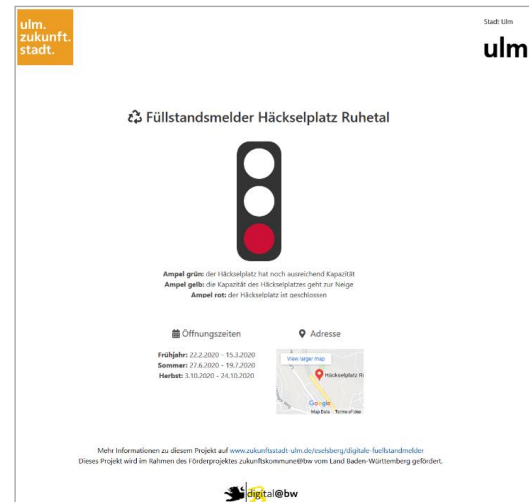 ulm.
zukunft.
stadt.
Stadt Ulm
ulm
Füllstandsmelder Häckselplatz Ruhetal
Ampel grün: der Häckselplatz hat noch ausreichend Kapazität
Ampel gelb: die Kapazität des Häckselplatzes geht zur Neige
Ampel rot: der Häckselplatz ist geschlossen
Öffnungszeiten
Frühjahr: 22.2.2020 - 15.3.2020
Sommer: 27.6.2020 - 19.7.2020
Herbst: 3.10.2020 - 24.10.2020
Adresse
View larger map
Häckselplatz Ru
Google
Map Data Terms of Use
Mehr Informationen zu diesem Projekt auf www.zukunftsstadt-ulm.de/eselsberg/digitale-fuellstandmelder
Dieses Projekt wird im Rahmen des Förderprojektes zukunftskommune@bw vom Land Baden-Württemberg gefördert.
digital@bw